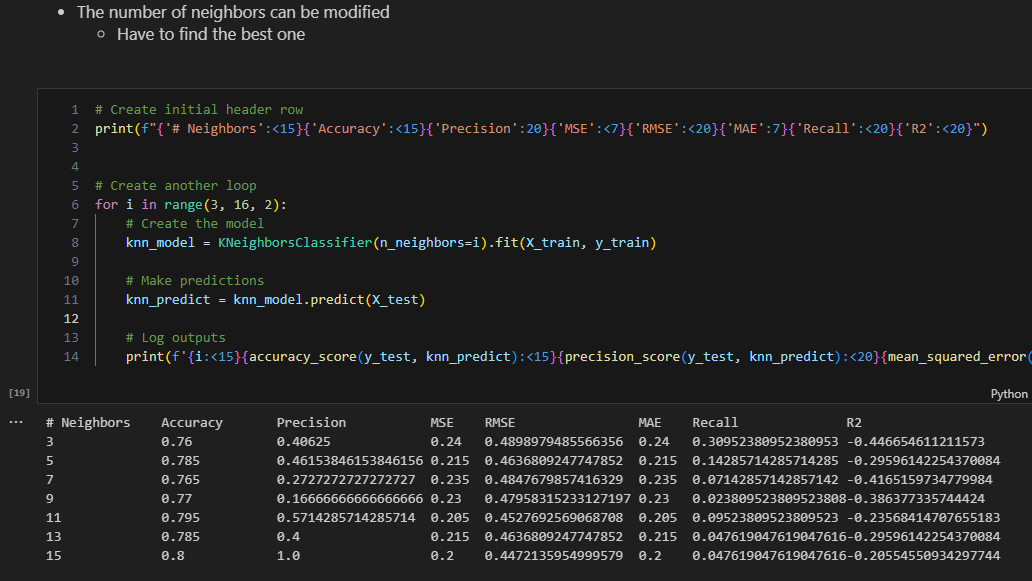 • The number of neighbors can be modified
○ Have to find the best one
1 # Create initial header row
2 print(f"{'# Neighbors':<15}{'Accuracy':<15}{'Precision':20}{'MSE':<7}{'RMSE':<20}{'MAE':7}{'Recall':<20}{'R2':<20}")
3
4
5 # Create another loop
6 for i in range(3, 16, 2):
7 # Create the model
8 knn_model = KNeighborsClassifier(n_neighbors=i).fit(X_train, y_train)
9
10 # Make predictions
11 knn_predict = knn_model.predict(X_test)
12
13 # Log outputs
14 print(f'{i:<15}{accuracy_score(y_test, knn_predict):<15}{precision_score(y_test, knn_predict):<20}{mean_squared_error(
[19] Python
... # Neighbors Accuracy Precision MSE RMSE MAE Recall R2
3 0.76 0.40625 0.24 0.4898979485566356 0.24 0.30952380952380953 -0.446654611211573
5 0.785 0.46153846153846156 0.215 0.4636809247747852 0.215 0.14285714285714285 -0.29596142254370084
7 0.765 0.2727272727272727 0.235 0.4847679857416329 0.235 0.07142857142857142 -0.4165159734779984
9 0.77 0.16666666666666666 0.23 0.47958315233127197 0.23 0.023809523809523808-0.386377335744424
11 0.795 0.5714285714285714 0.205 0.4527692569068708 0.205 0.09523809523809523 -0.23568414707655183
13 0.785 0.4 0.215 0.4636809247747852 0.215 0.047619047619047616-0.29596142254370084
15 0.8 1.0 0.2 0.4472135954999579 0.2 0.047619047619047616-0.20554550934297744